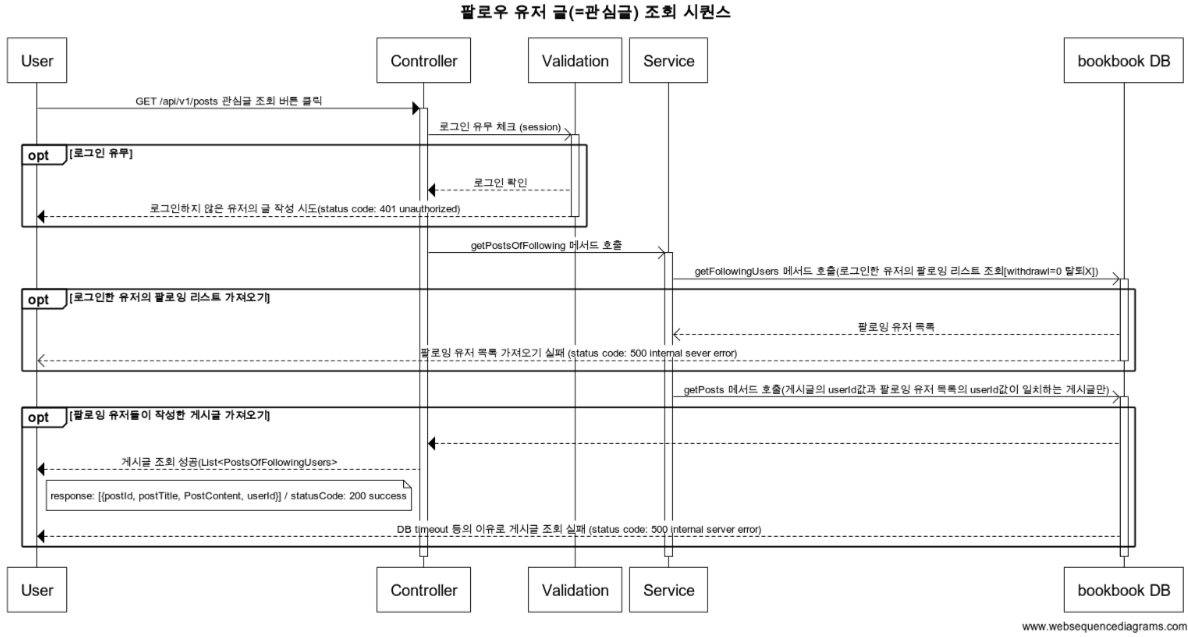 팔로우 유저 글(=관심글) 조회 시퀀스
User
Controller
Validation
Service
bookbook DB
GET /api/v1/posts 관심글 조회 버튼 클릭
로그인 유무 체크 (session)
opt
[로그인 유무]
로그인 확인
로그인하지 않은 유저의 글 작성 시도(status code: 401 unauthorized)
getPostsOfFollowing 메서드 호출
getFollowingUsers 메서드 호출(로그인한 유저의 팔로잉 리스트 조회[withdrawl=0 탈퇴X])
opt
[로그인한 유저의 팔로잉 리스트 가져오기]
팔로잉 유저 목록
팔로잉 유저 목록 가져오기 실패 (status code: 500 internal sever error)
getPosts 메서드 호출(게시글의 userId값과 팔로잉 유저 목록의 userId값이 일치하는 게시글만)
opt
[팔로잉 유저들이 작성한 게시글 가져오기]
게시글 조회 성공(List<PostsOfFollowingUsers>
response: [{postId, postTitle, PostContent, userId}] / statusCode: 200 success
DB timeout 등의 이유로 게시글 조회 실패 (status code: 500 internal server error)
User
Controller
Validation
Service
bookbook DB
www.websequencediagrams.com